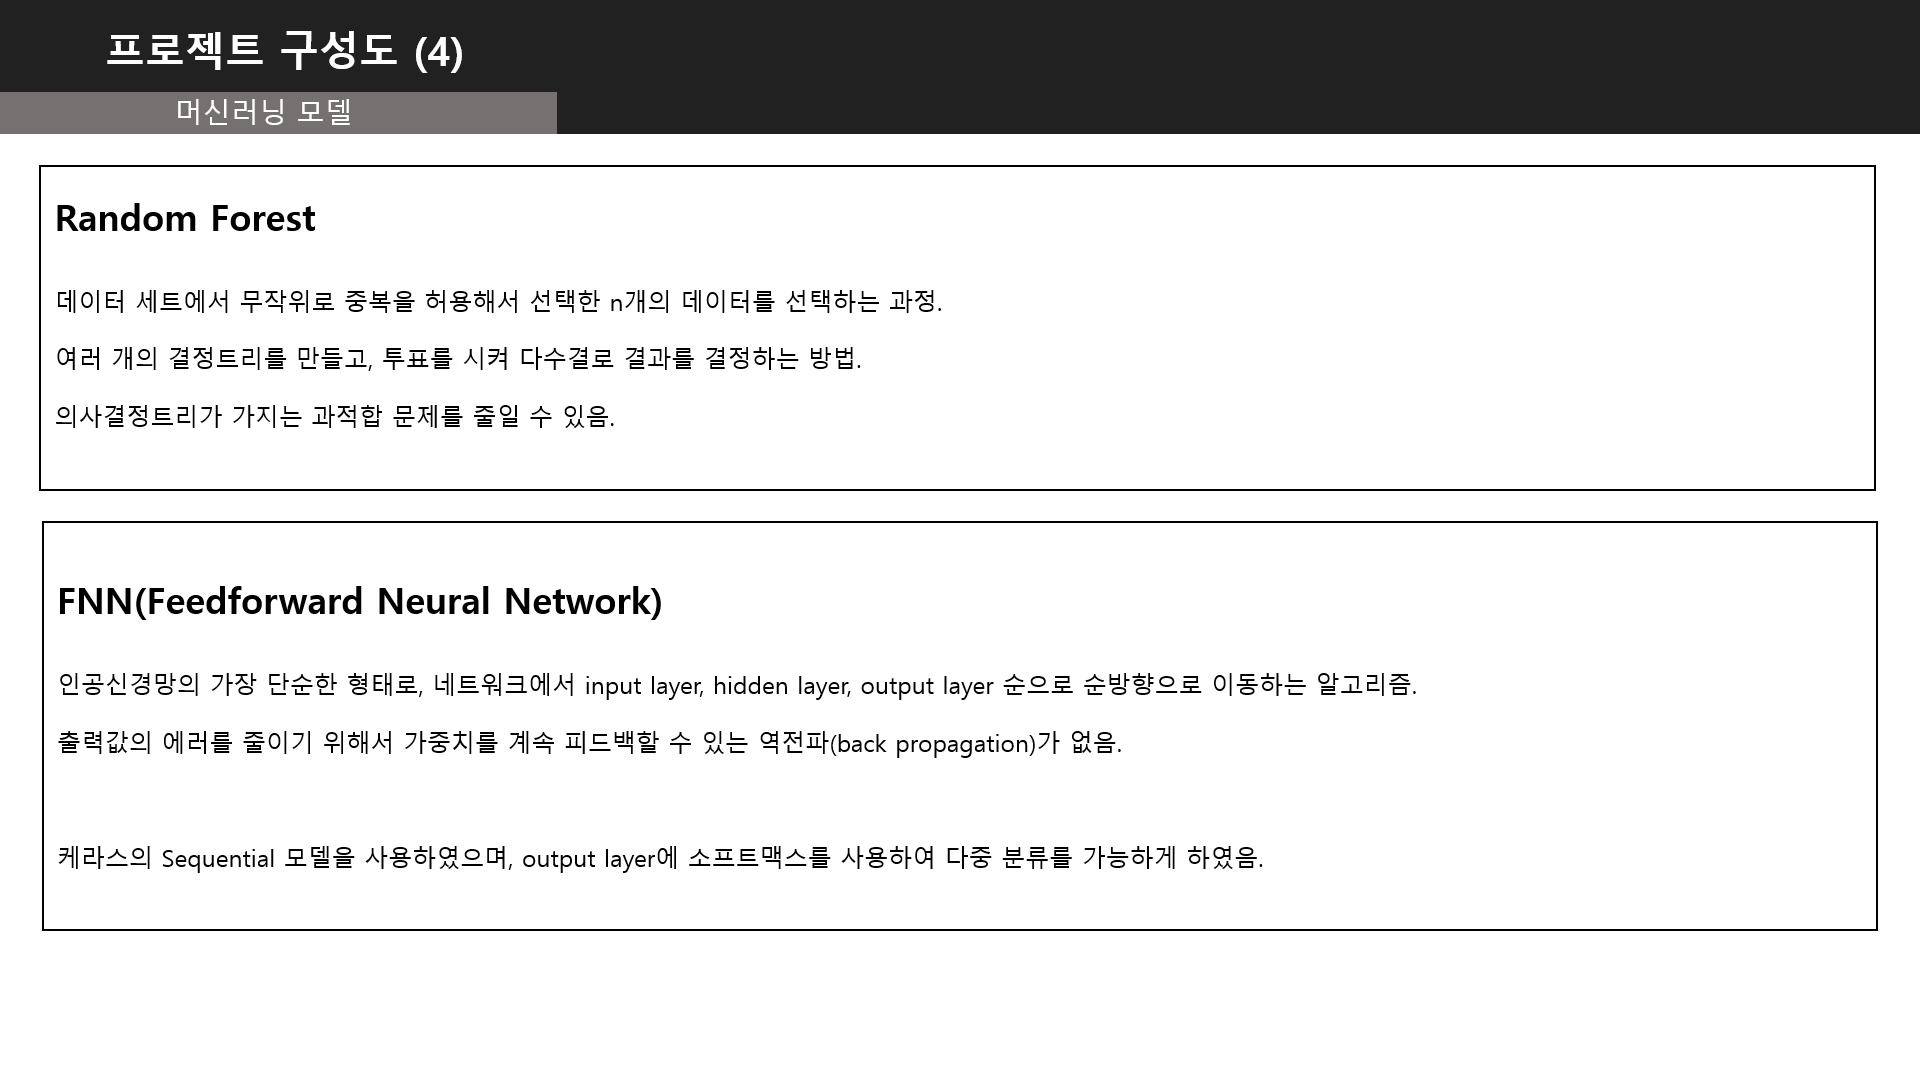 프로젝트 구성도 (4)
머신러닝 모델
Random Forest
데이터 세트에서 무작위로 중복을 허용해서 선택한 n개의 데이터를 선택하는 과정.
여러 개의 결정트리를 만들고, 투표를 시켜 다수결로 결과를 결정하는 방법.
의사결정트리가 가지는 과적합 문제를 줄일 수 있음.
FNN(Feedforward Neural Network)
인공신경망의 가장 단순한 형태로, 네트워크에서 input layer, hidden layer, output layer 순으로 순방향으로 이동하는 알고리즘.
출력값의 에러를 줄이기 위해서 가중치를 계속 피드백할 수 있는 역전파(back propagation)가 없음.
케라스의 Sequential 모델을 사용하였으며, output layer에 소프트맥스를 사용하여 다중 분류를 가능하게 하였음.